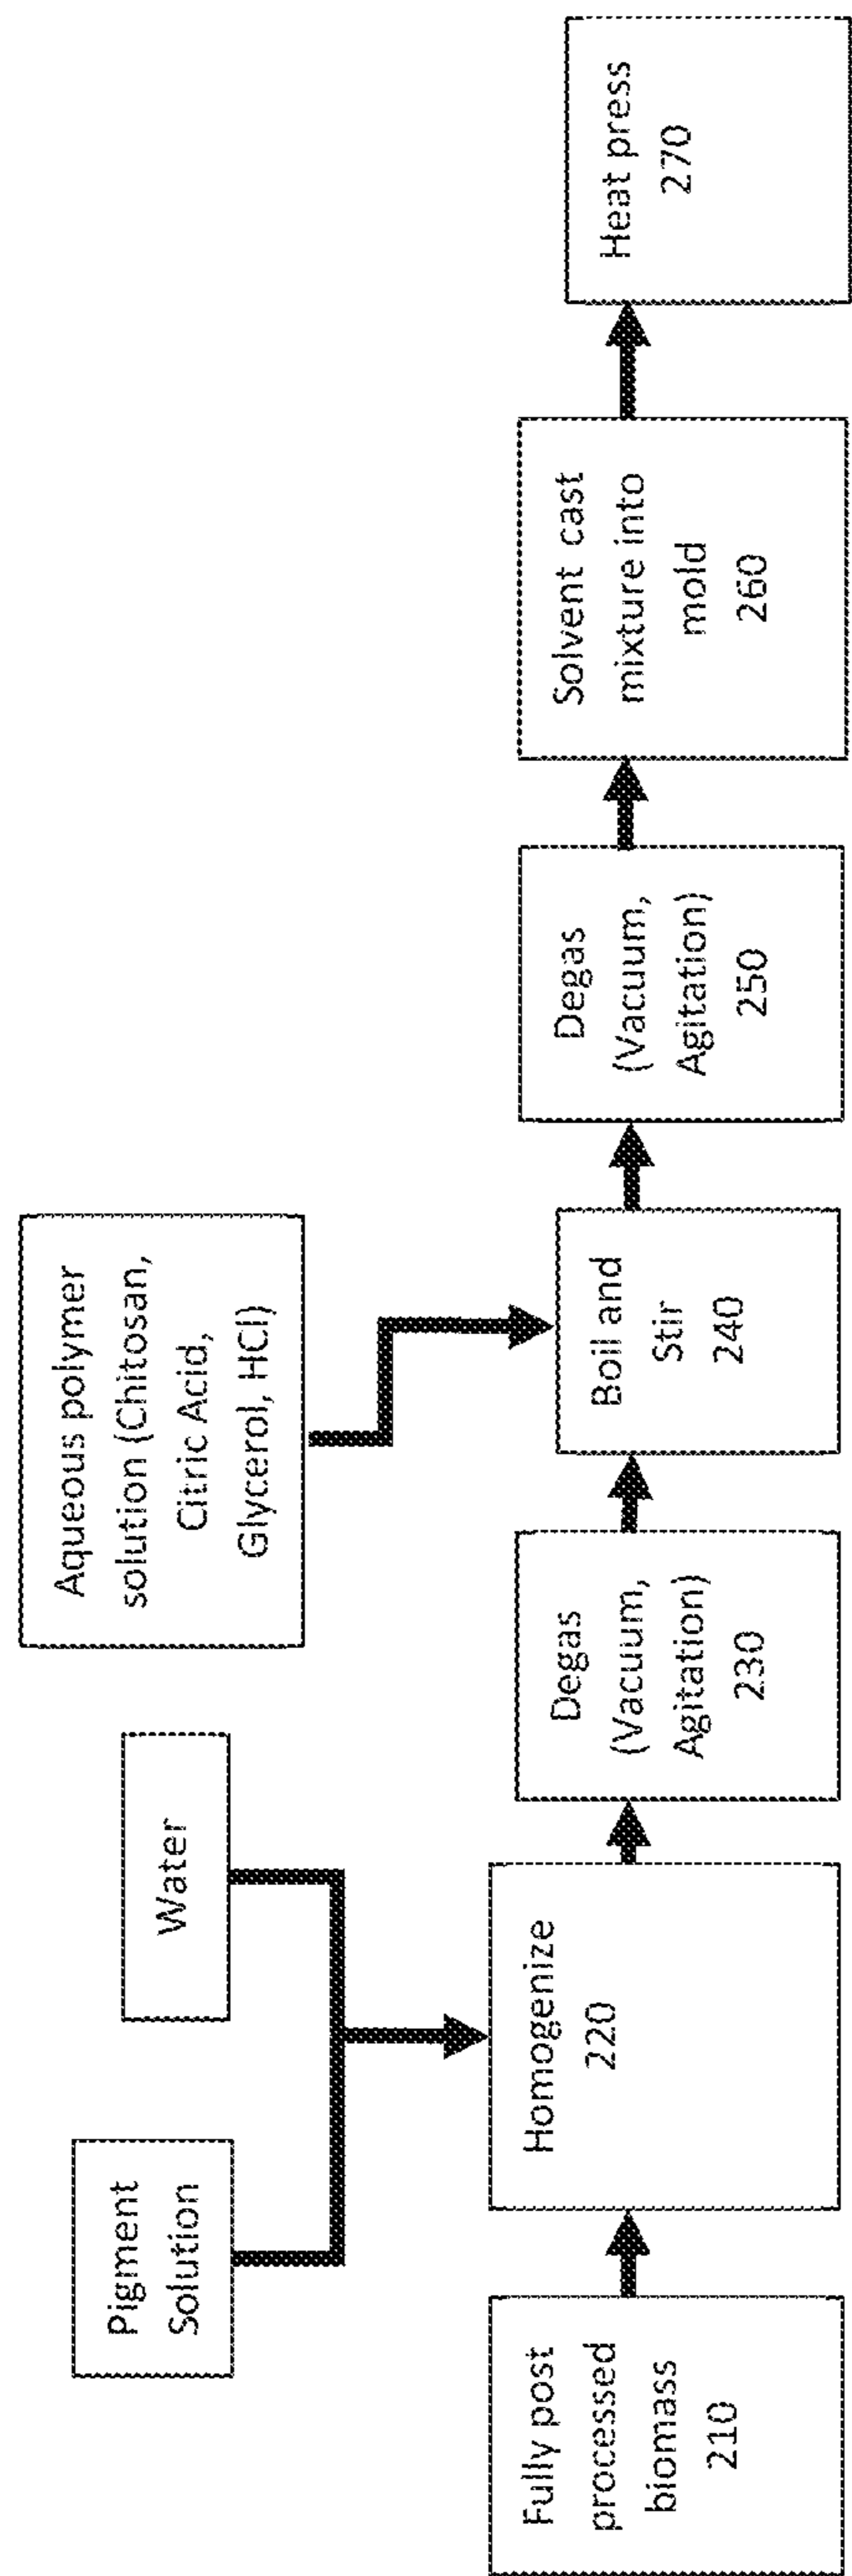 Pigment
Solution
Water
Aqueous polymer
solution (Chitosan,
Citric Acid,
Glycerol, HCl)
Fully post
processed
biomass
210
Homogenize
220
Degas
(Vacuum,
Agitation)
230
Boil and
Stir
240
Degas
(Vacuum,
Agitation)
250
Solvent cast
mixture into
mold
260
Heat press
270